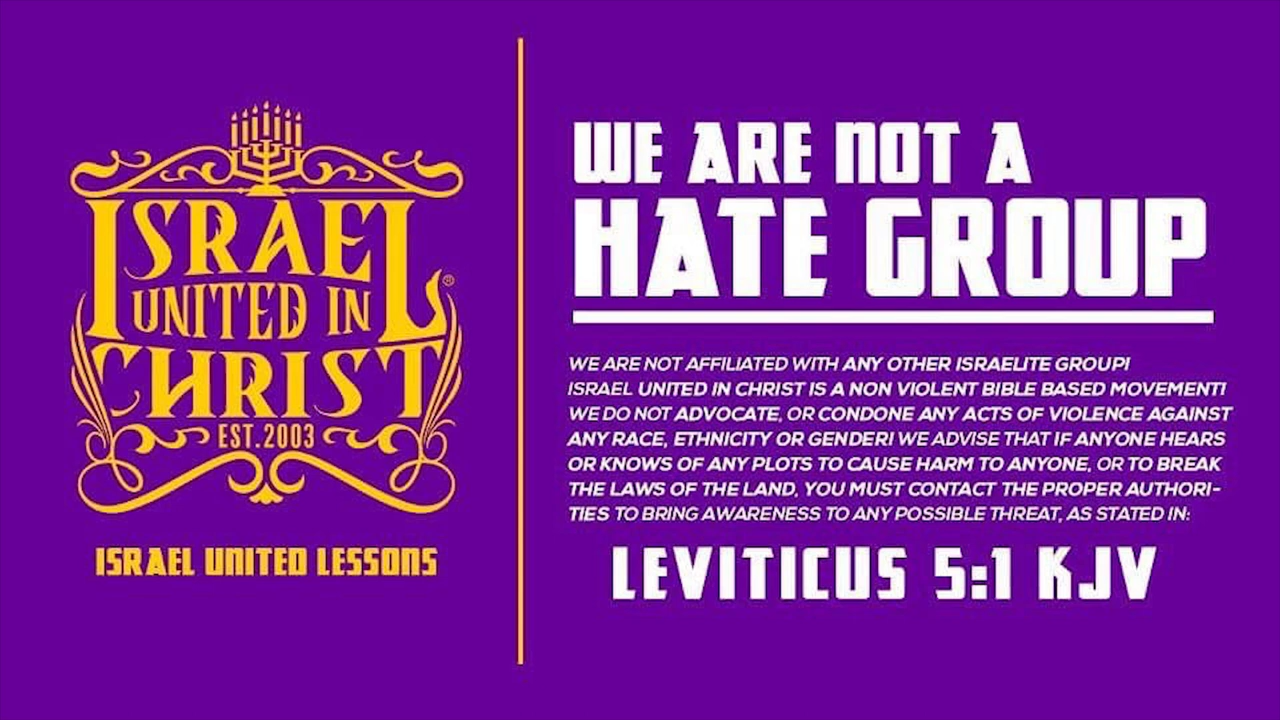 ISRAEL
UNITED IN
CHRIST
EST.2003
®
ISRAEL UNITED LESSONS
WE ARE NOT A
HATE GROUP
WE ARE NOT AFFILIATED WITH ANY OTHER ISRAELITE GROUP!
ISRAEL UNITED IN CHRIST IS A NON VIOLENT BIBLE BASED MOVEMENT!
WE DO NOT ADVOCATE, OR CONDONE ANY ACTS OF VIOLENCE AGAINST
ANY RACE, ETHNICITY OR GENDER! WE ADVISE THAT IF ANYONE HEARS
OR KNOWS OF ANY PLOTS TO CAUSE HARM TO ANYONE, OR TO BREAK
THE LAWS OF THE LAND, YOU MUST CONTACT THE PROPER AUTHORI-
TIES TO BRING AWARENESS TO ANY POSSIBLE THREAT, AS STATED IN:
LEVITICUS 5:1 KJV